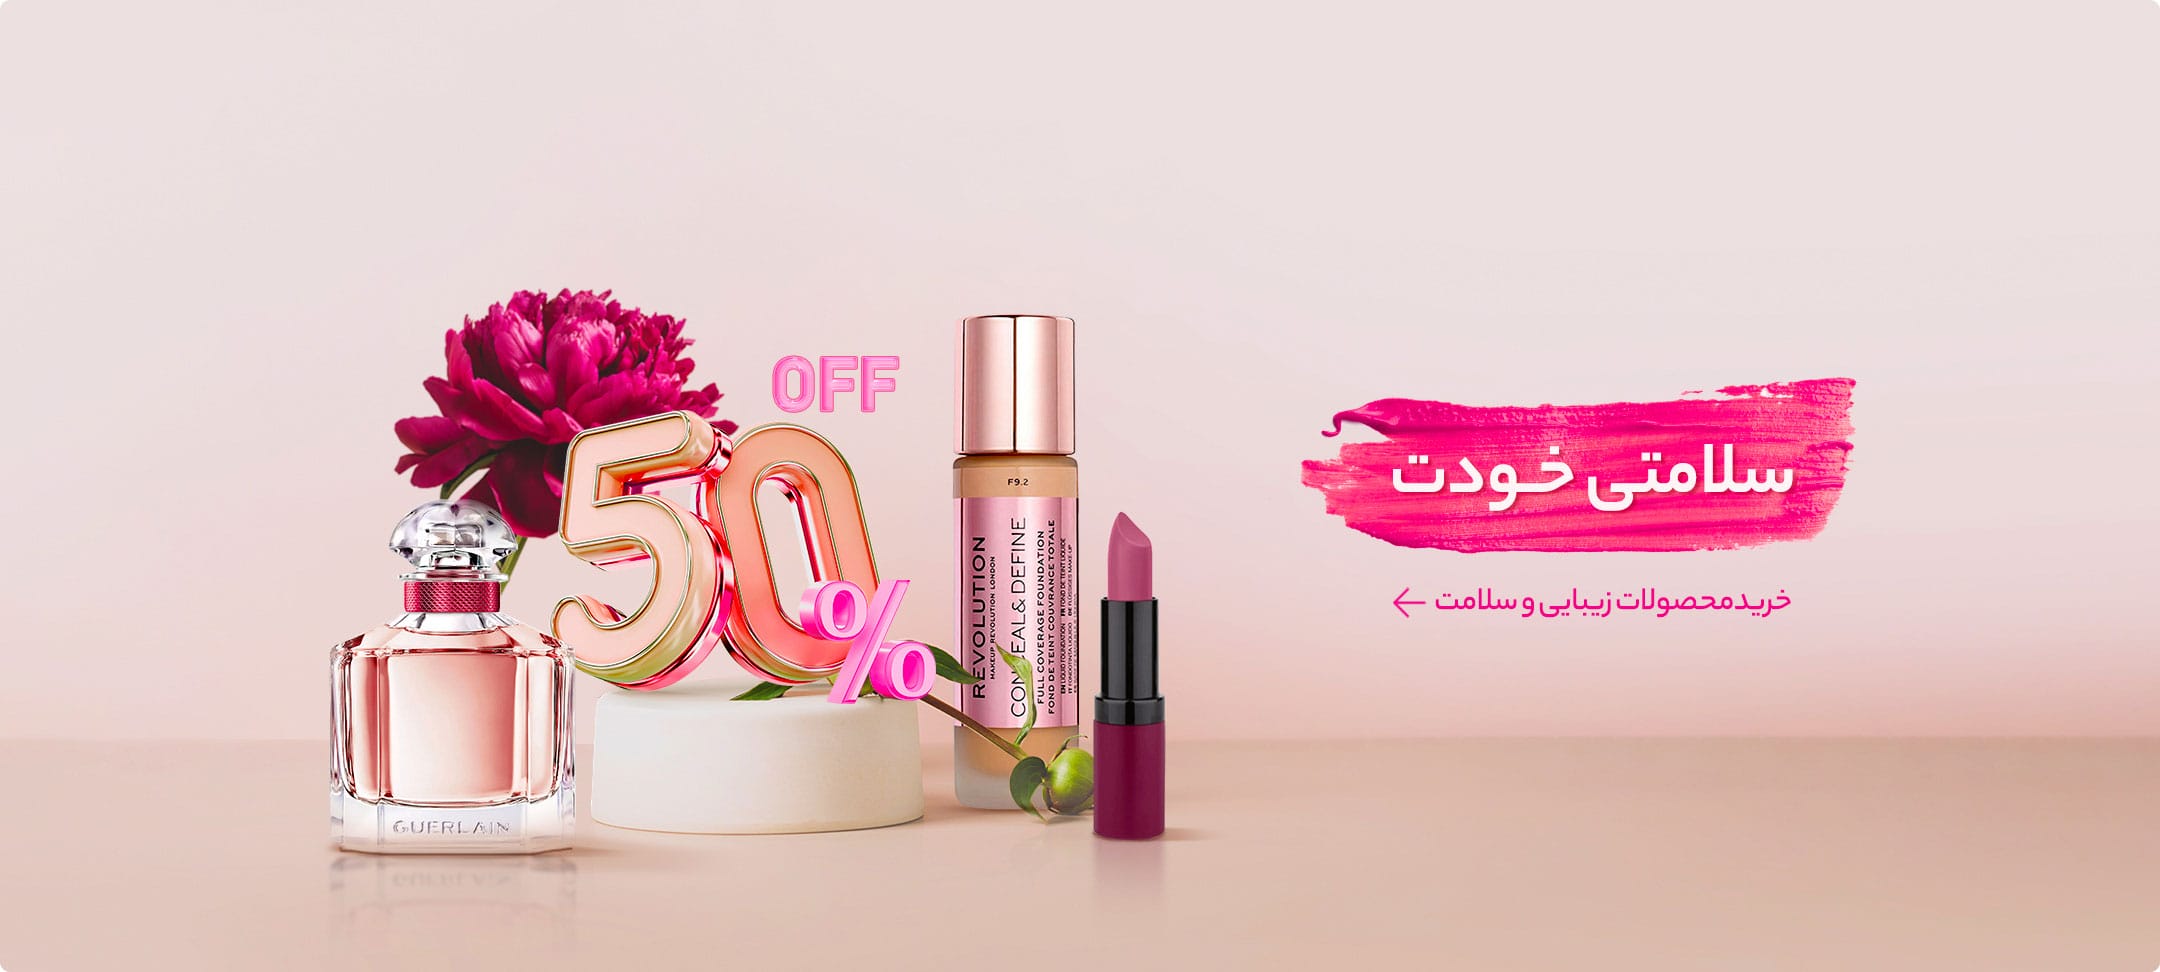 سلامتی خودت
خرید محصولات زیبایی و سلامت
OFF
50%
F9.2
REVOLUTION
MAKEUP REVOLUTION LONDON
CONCEAL & DEFINE
FULL COVERAGE FOUNDATION
FOND DE TEINT COUVRANCE TOTALE
GUERLAIN